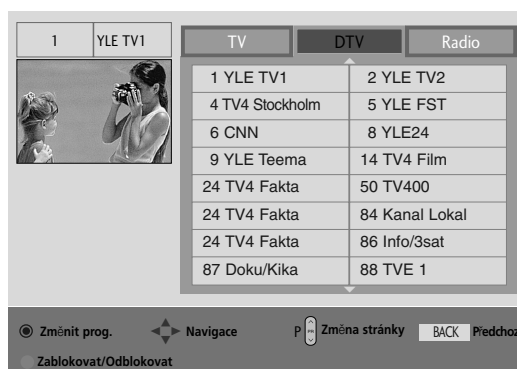 1 YLE TV1
TV DTV Radio
1 YLE TV1 2 YLE TV2
4 TV4 Stockholm 5 YLE FST
6 CNN 8 YLE24
9 YLE Teema 14 TV4 Film
24 TV4 Fakta 50 TV400
24 TV4 Fakta 84 Kanal Lokal
24 TV4 Fakta 86 Info/3sat
87 Doku/Kika 88 TVE 1
Změnit prog. Navigace P PR Změna stránky BACK Předchoz
Zablokovat/Odblokovat